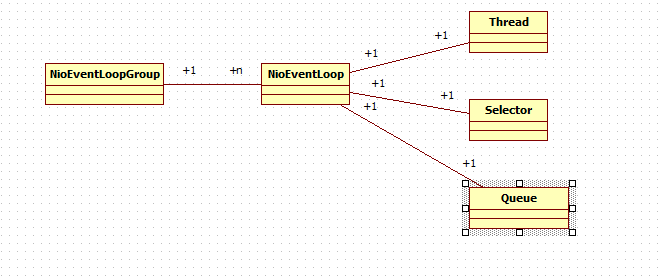 Thread
+1
+1
NioEventLoopGroup
+1
+n
NioEventLoop
+1
+1
Selector
+1
+1
Queue